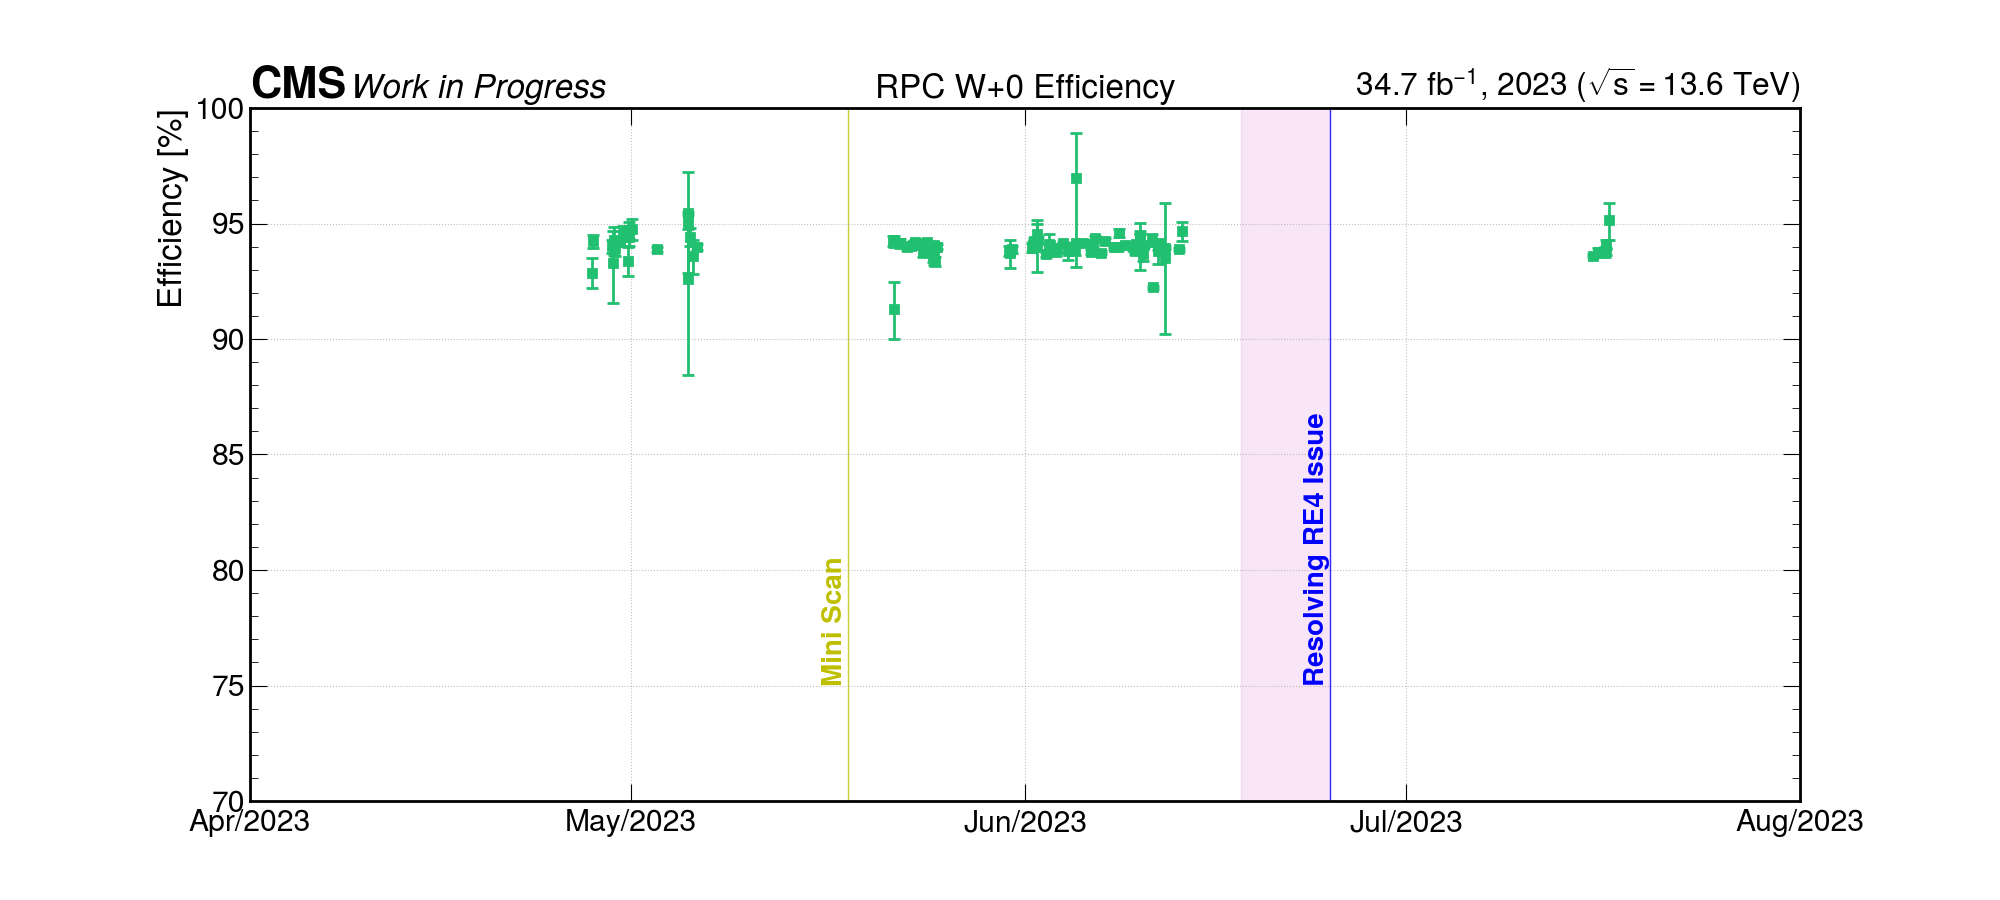 CMS Work in Progress RPC W+0 Efficiency 34.7 fb⁻¹, 2023 (√s = 13.6 TeV)
Efficiency [%]
100
95
90
85
80
75
70
Mini Scan
Resolving RE4 Issue
Apr/2023 May/2023 Jun/2023 Jul/2023 Aug/2023